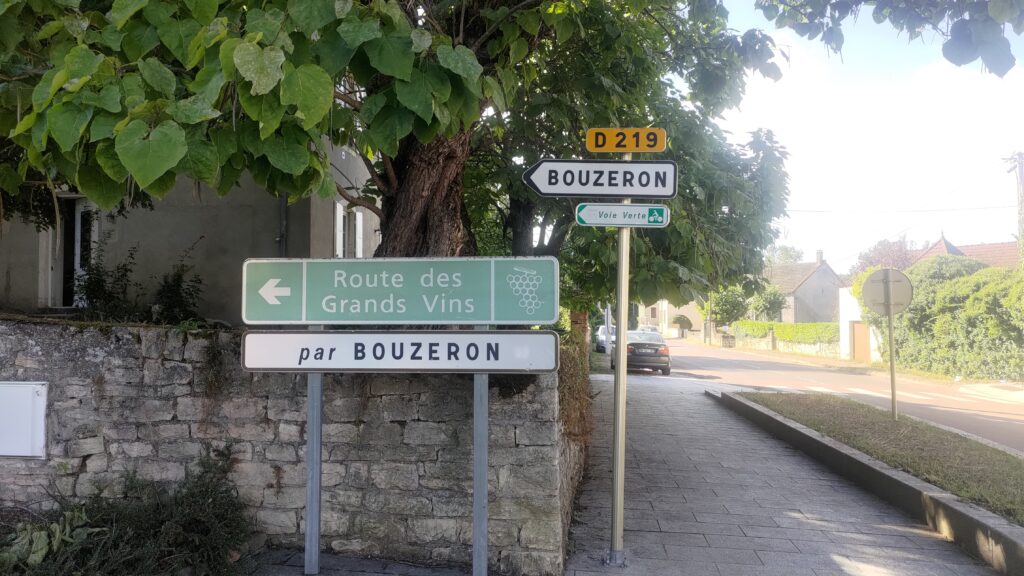 D 219
BOUZERON
Voie Verte
Route des
Grands Vins
par BOUZERON